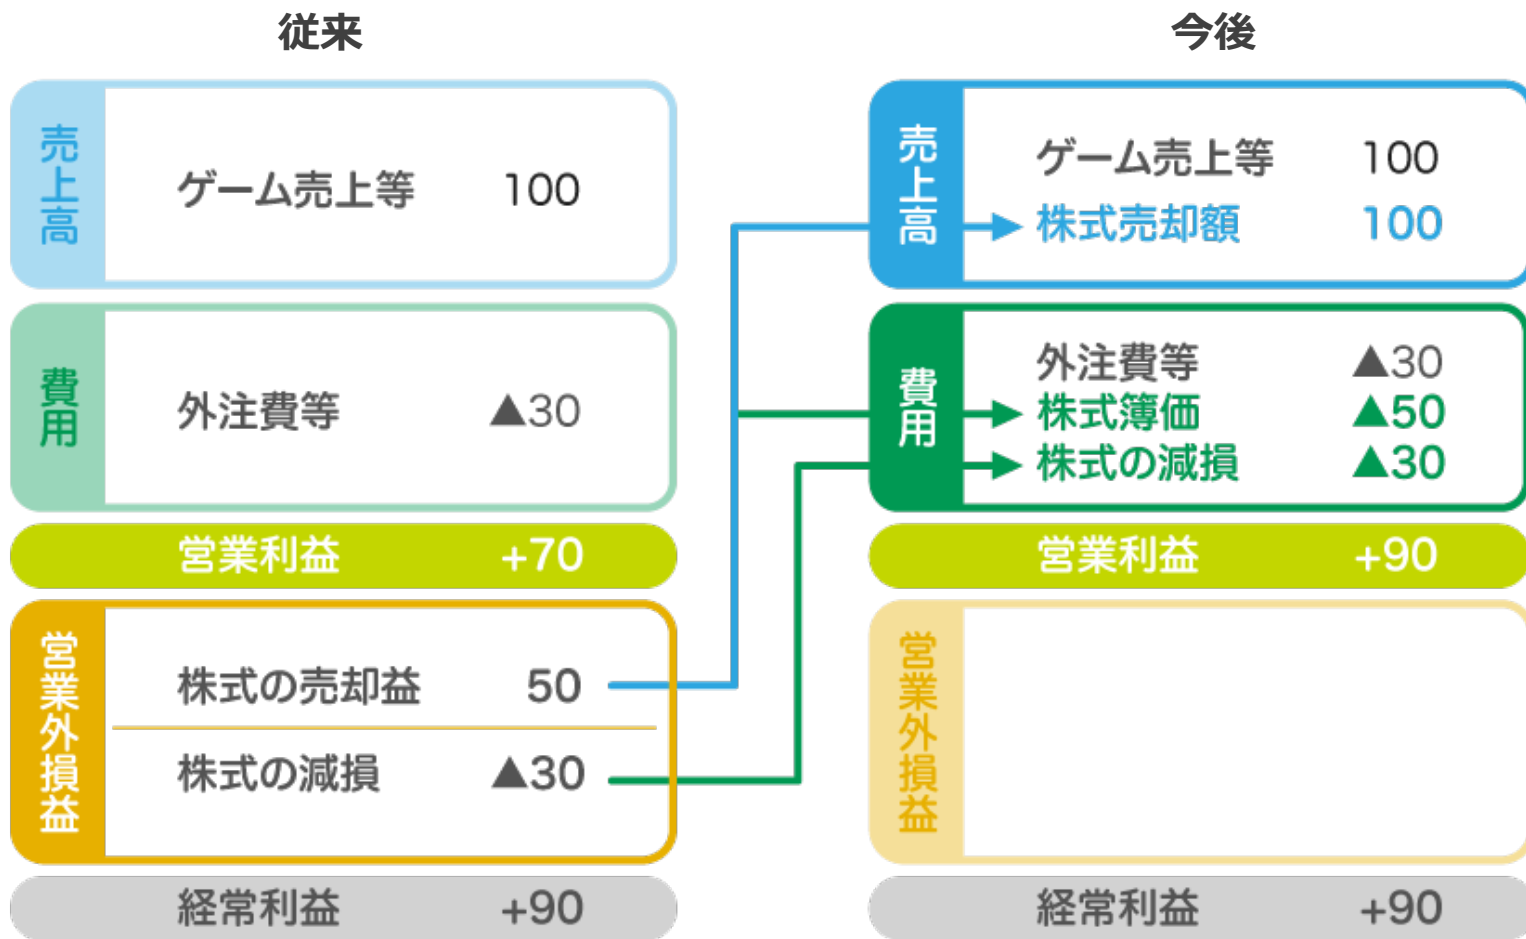 従来
売上高
ゲーム売上等 100
費用
外注費等 ▲30
営業利益 +70
営業外損益
株式の売却益 50
株式の減損 ▲30
経常利益 +90
今後
売上高
ゲーム売上等 100
株式売却額 100
費用
外注費等 ▲30
株式簿価 ▲50
株式の減損 ▲30
営業利益 +90
営業外損益
経常利益 +90